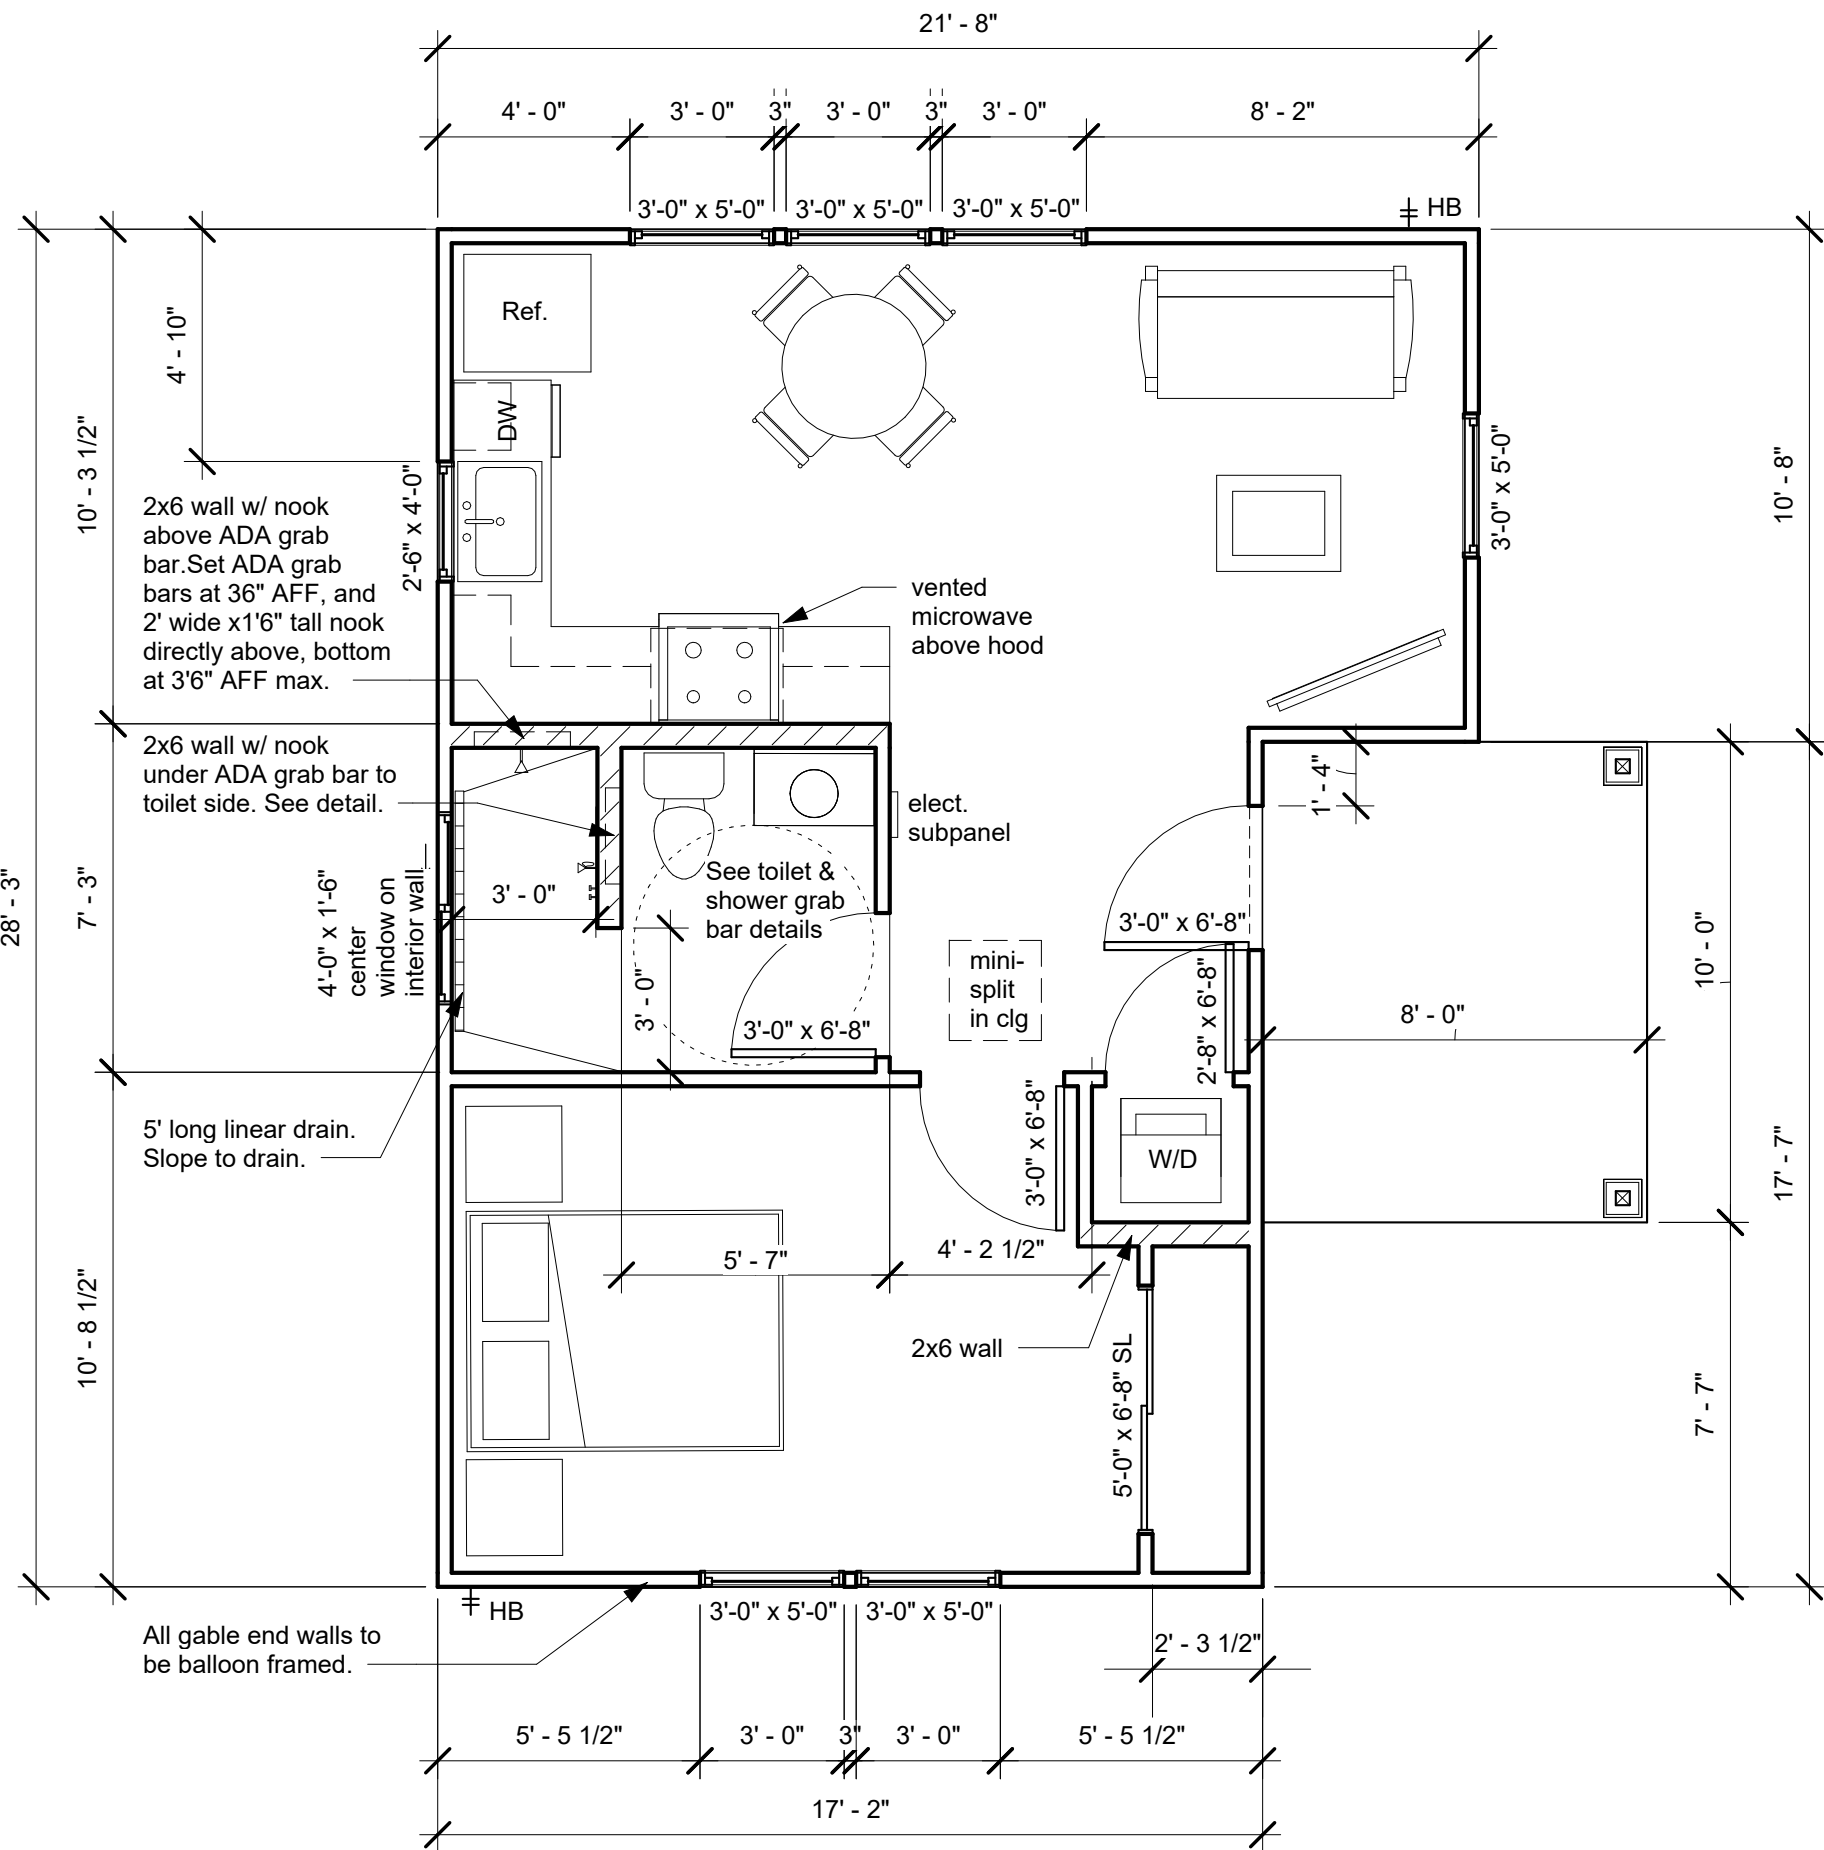 21' - 8"
4' - 0"
3' - 0"
3"
3' - 0"
3"
3' - 0"
8' - 2"
3'-0" x 5'-0"
3'-0" x 5'-0"
3'-0" x 5'-0"
HB
28' - 3"
10' - 3 1/2"
4' - 10"
7' - 3"
10' - 8 1/2"
2x6 wall w/ nook
above ADA grab
bar.Set ADA grab
bars at 36" AFF, and
2' wide x1'6" tall nook
directly above, bottom
at 3'6" AFF max.
2x6 wall w/ nook
under ADA grab bar to
toilet side. See detail.
2'-6" x 4'-0"
4'-0" x 1'-6"
center
window on
interior wall.
5' long linear drain.
Slope to drain.
Ref.
DW
vented
microwave
above hood
3'-0" x 5'-0"
10' - 8"
elect.
subpanel
See toilet &
shower grab
bar details
3' - 0"
3' - 0"
3'-0" x 6'-8"
mini-
split
in clg
1' - 4"
3'-0" x 6'-8"
2'-8" x 6'-8"
3'-0" x 6'-8"
W/D
8' - 0"
10' - 0"
17' - 7"
7' - 7"
5' - 7"
4' - 2 1/2"
2x6 wall
5'-0" x 6'-8" SL
HB
All gable end walls to
be balloon framed.
3'-0" x 5'-0"
3'-0" x 5'-0"
2' - 3 1/2"
5' - 5 1/2"
3' - 0"
3"
3' - 0"
5' - 5 1/2"
17' - 2"